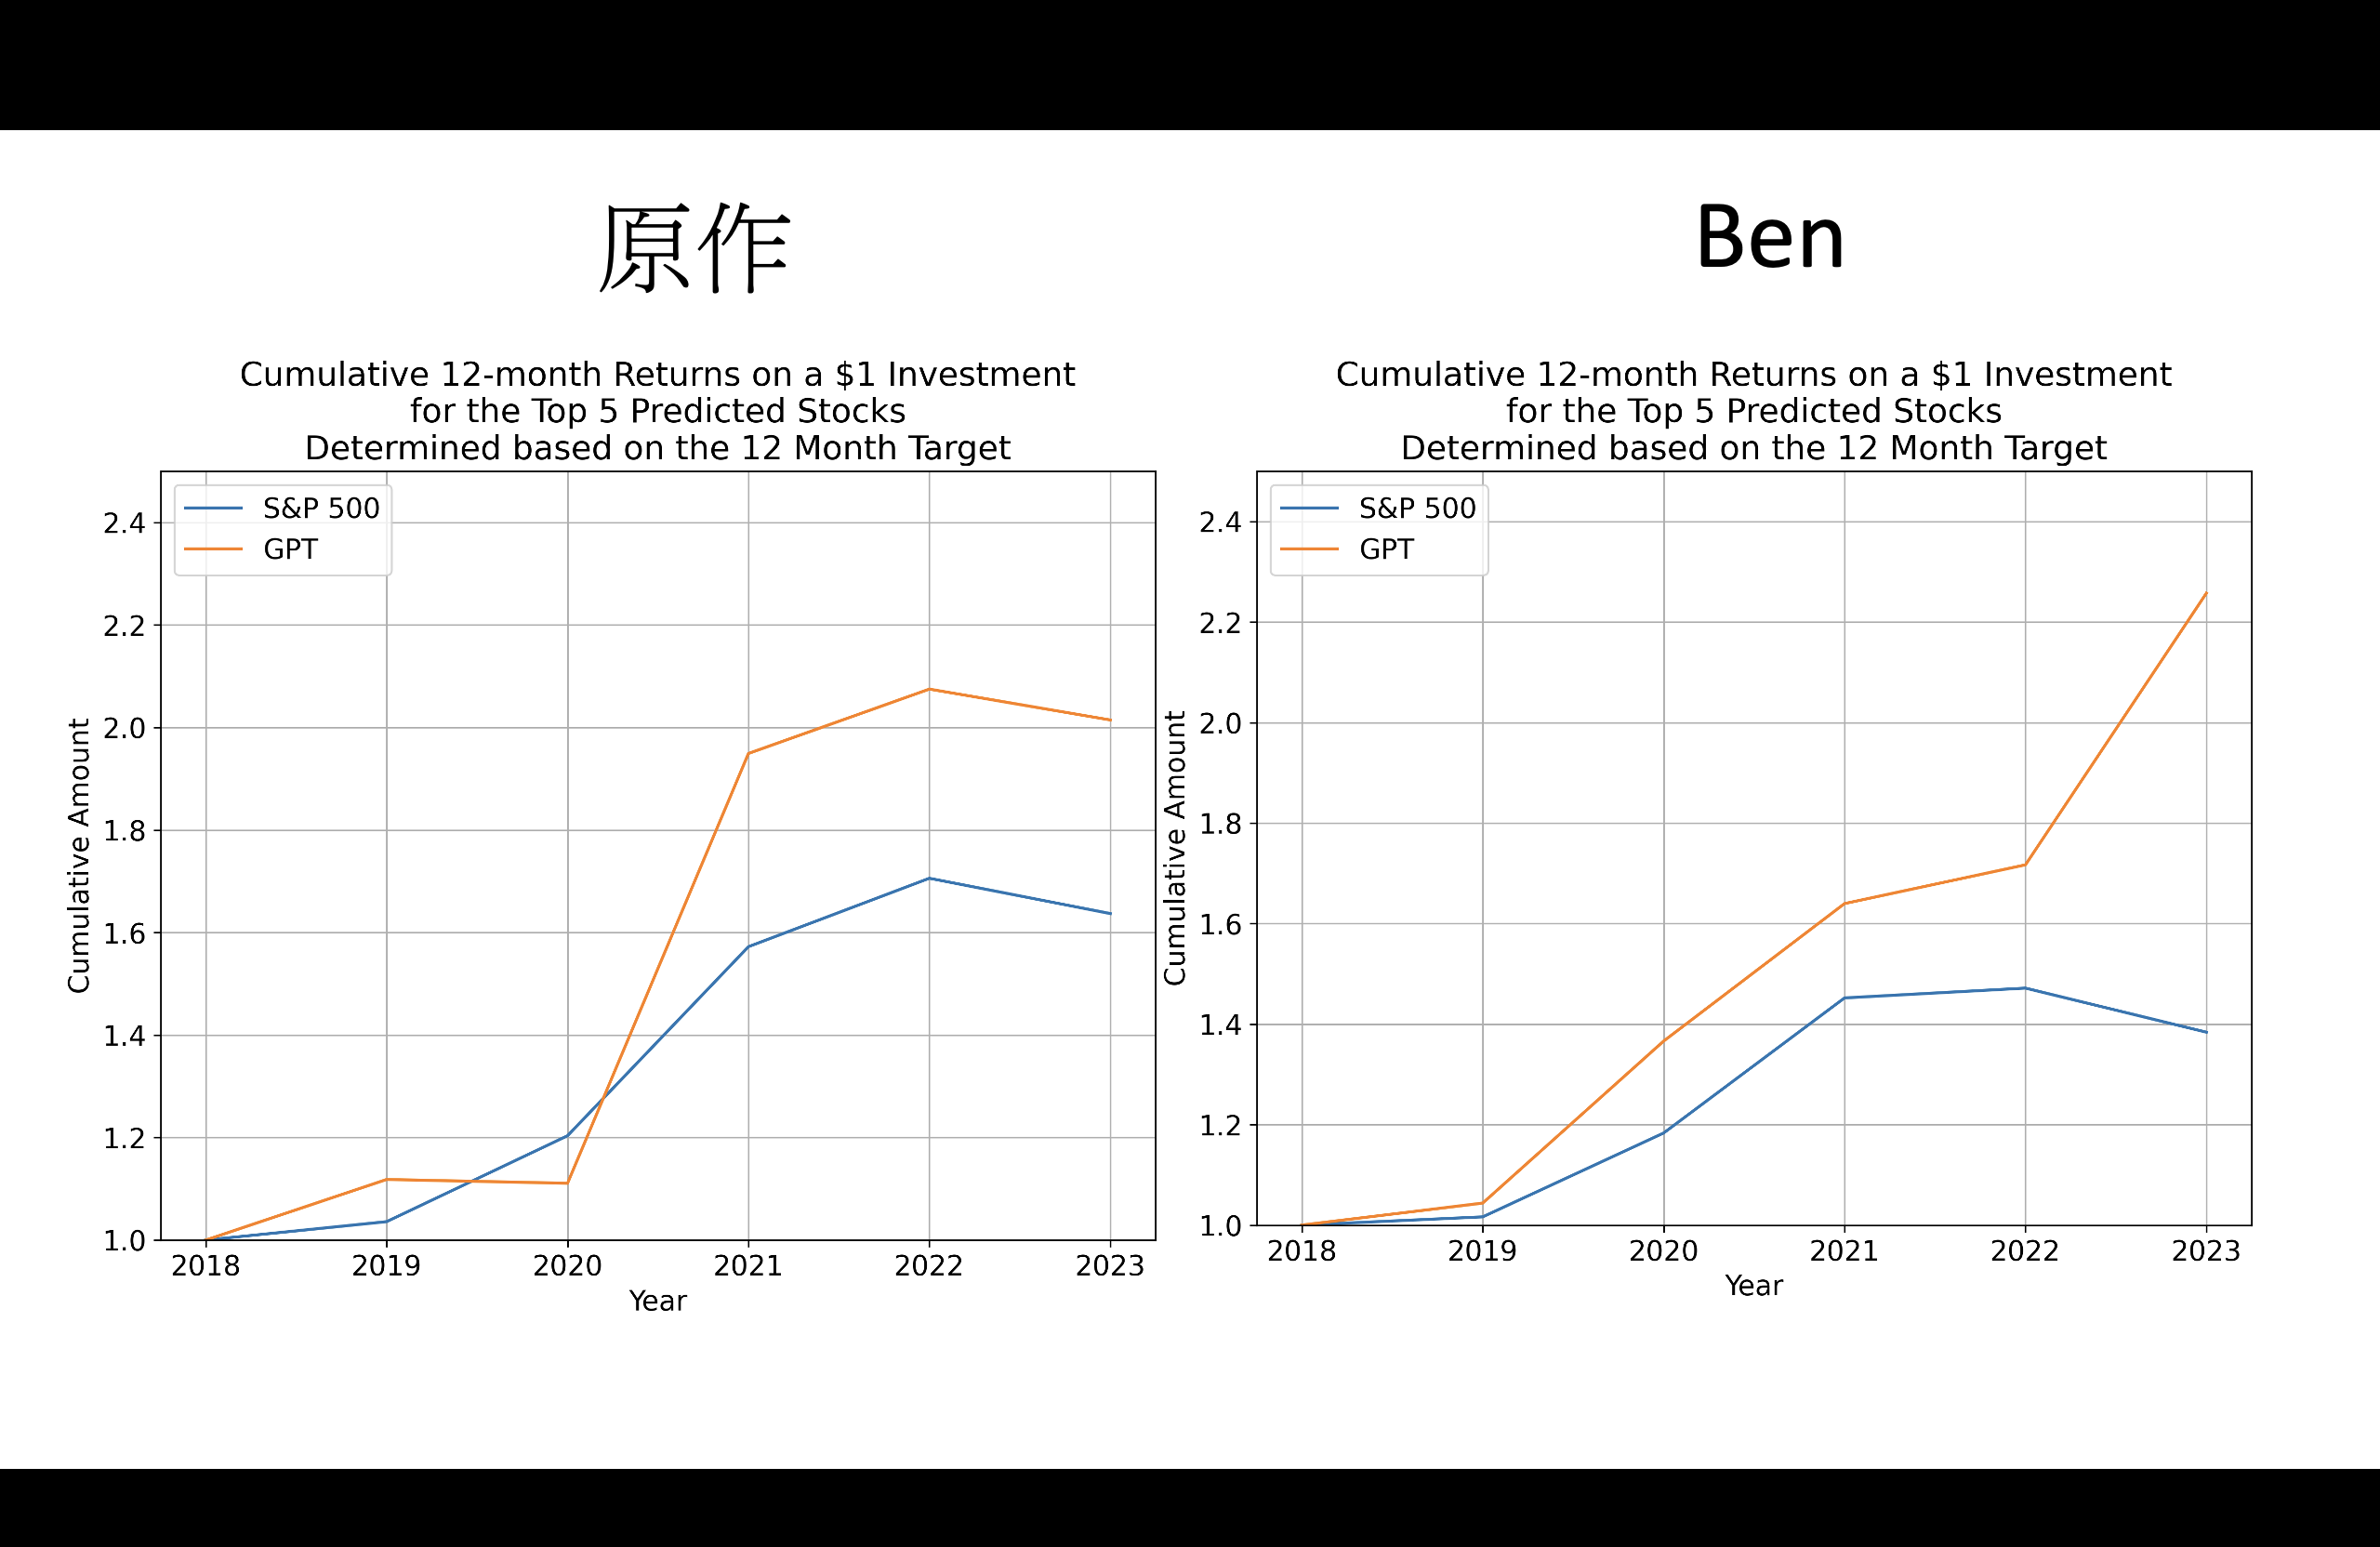 原作
Cumulative 12-month Returns on a $1 Investment
for the Top 5 Predicted Stocks
Determined based on the 12 Month Target
S&P 500
GPT
Cumulative Amount
2.4
2.2
2.0
1.8
1.6
1.4
1.2
1.0
2018 2019 2020 2021 2022 2023
Year
Ben
Cumulative 12-month Returns on a $1 Investment
for the Top 5 Predicted Stocks
Determined based on the 12 Month Target
S&P 500
GPT
Cumulative Amount
2.4
2.2
2.0
1.8
1.6
1.4
1.2
1.0
2018 2019 2020 2021 2022 2023
Year